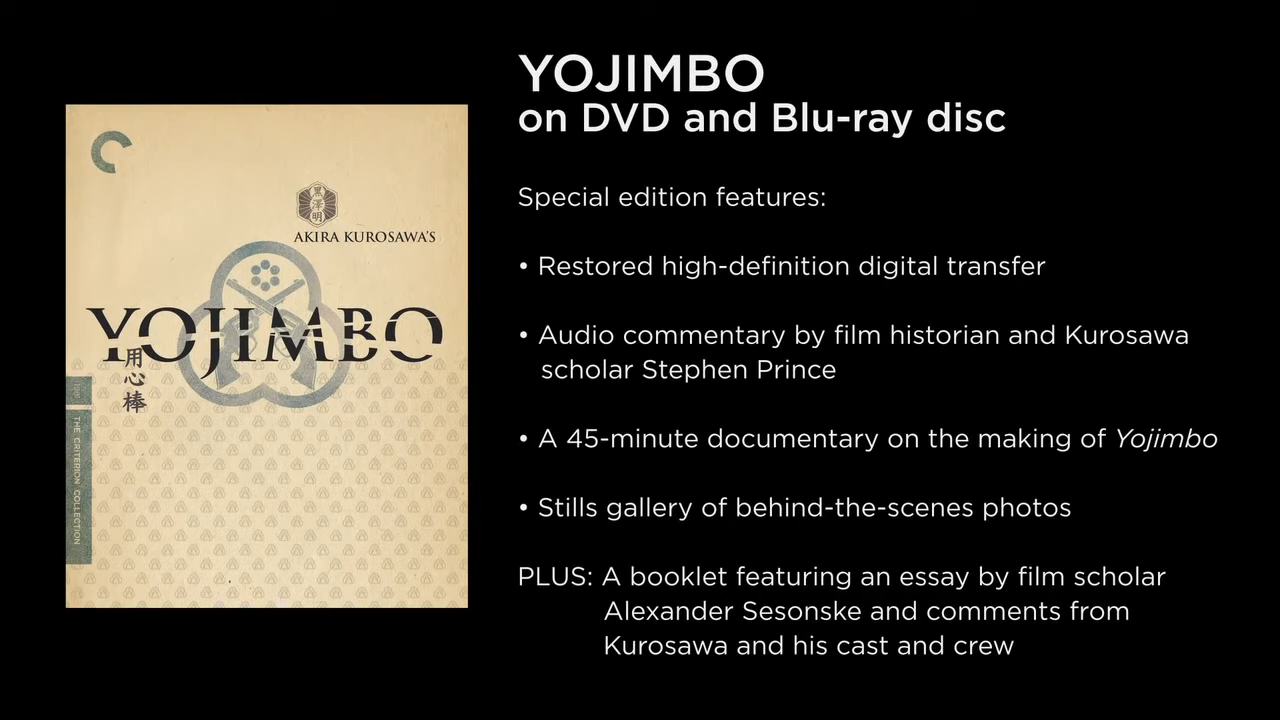 YOJIMBO
on DVD and Blu-ray disc
黒
澤
明
AKIRA KUROSAWA'S
YOJIMBO
用心棒
THE CRITERION COLLECTION
Special edition features:
• Restored high-definition digital transfer
• Audio commentary by film historian and Kurosawa
scholar Stephen Prince
• A 45-minute documentary on the making of Yojimbo
• Stills gallery of behind-the-scenes photos
PLUS: A booklet featuring an essay by film scholar
Alexander Sesonske and comments from
Kurosawa and his cast and crew